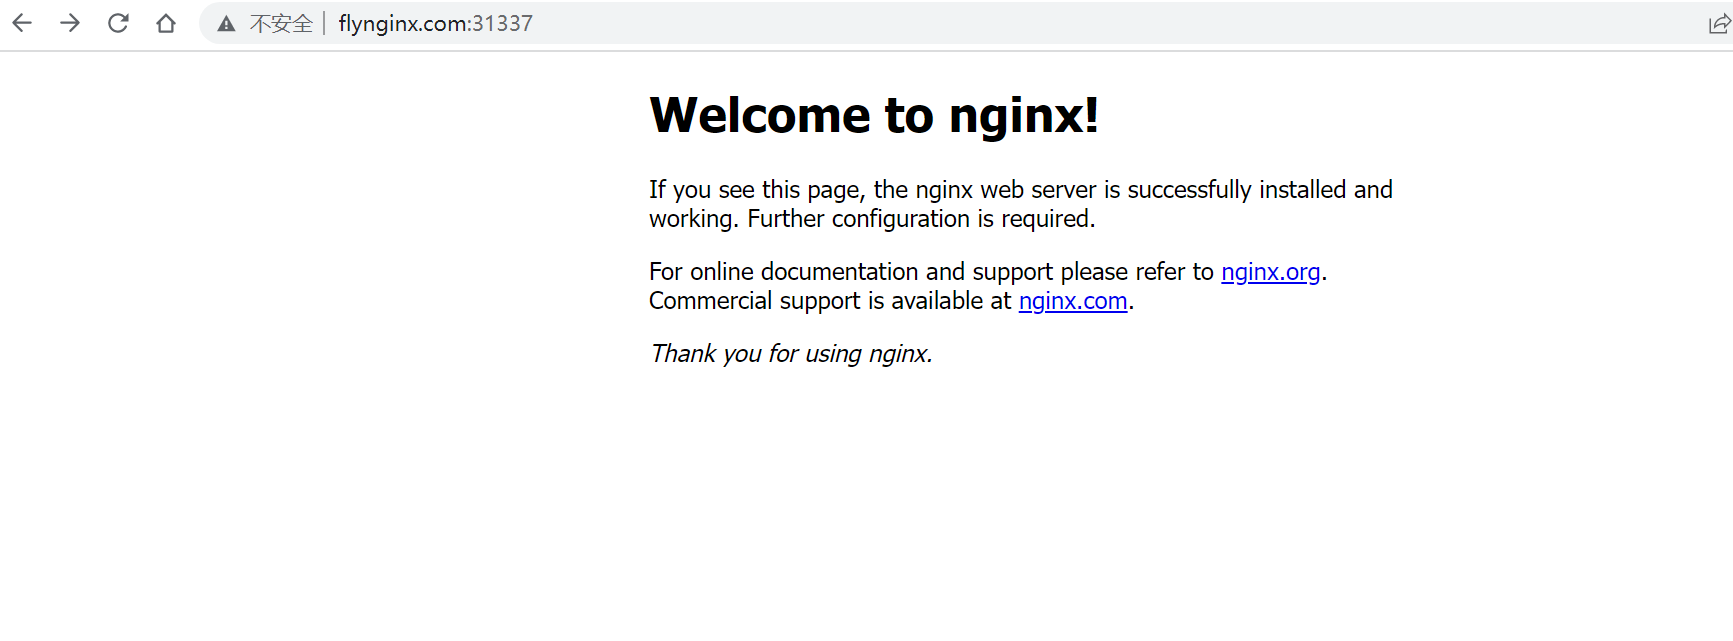 不安全 flynginx.com:31337
Welcome to nginx!
If you see this page, the nginx web server is successfully installed and
working. Further configuration is required.
For online documentation and support please refer to nginx.org.
Commercial support is available at nginx.com.
Thank you for using nginx.